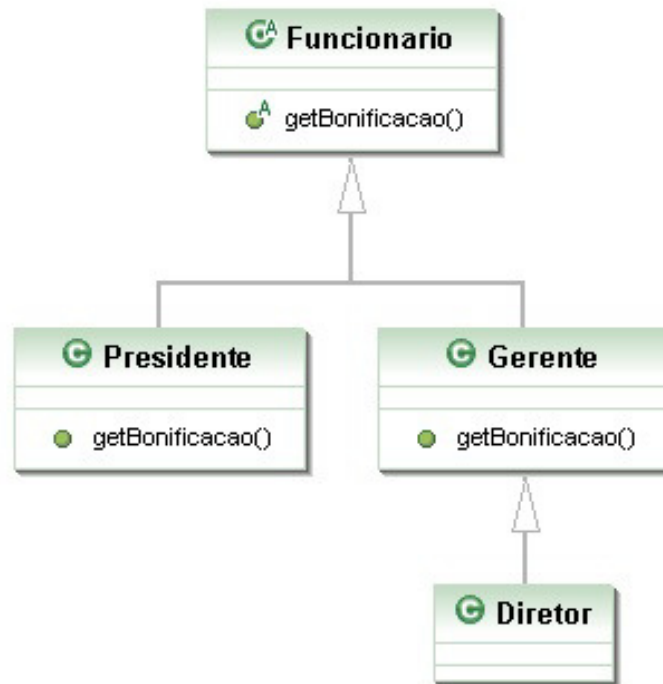 Funcionario
getBonificacao()
Presidente
getBonificacao()
Gerente
getBonificacao()
Diretor